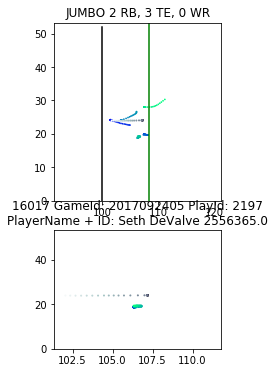 JUMBO 2 RB, 3 TE, 0 WR
50
40
30
20
10
0
100 110 120
16017 GameId: 2017092405 PlayId: 2197
PlayerName + ID: Seth DeValve 2556365.0
40
20
0
102.5 105.0 107.5 110.0